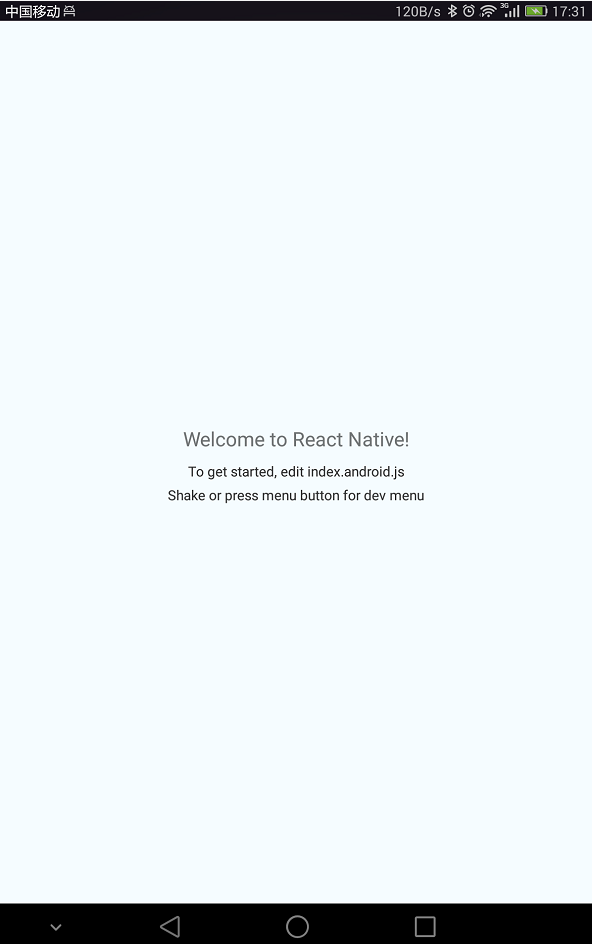 中国移动 120B/s 3G 17:31
Welcome to React Native!
To get started, edit index.android.js
Shake or press menu button for dev menu